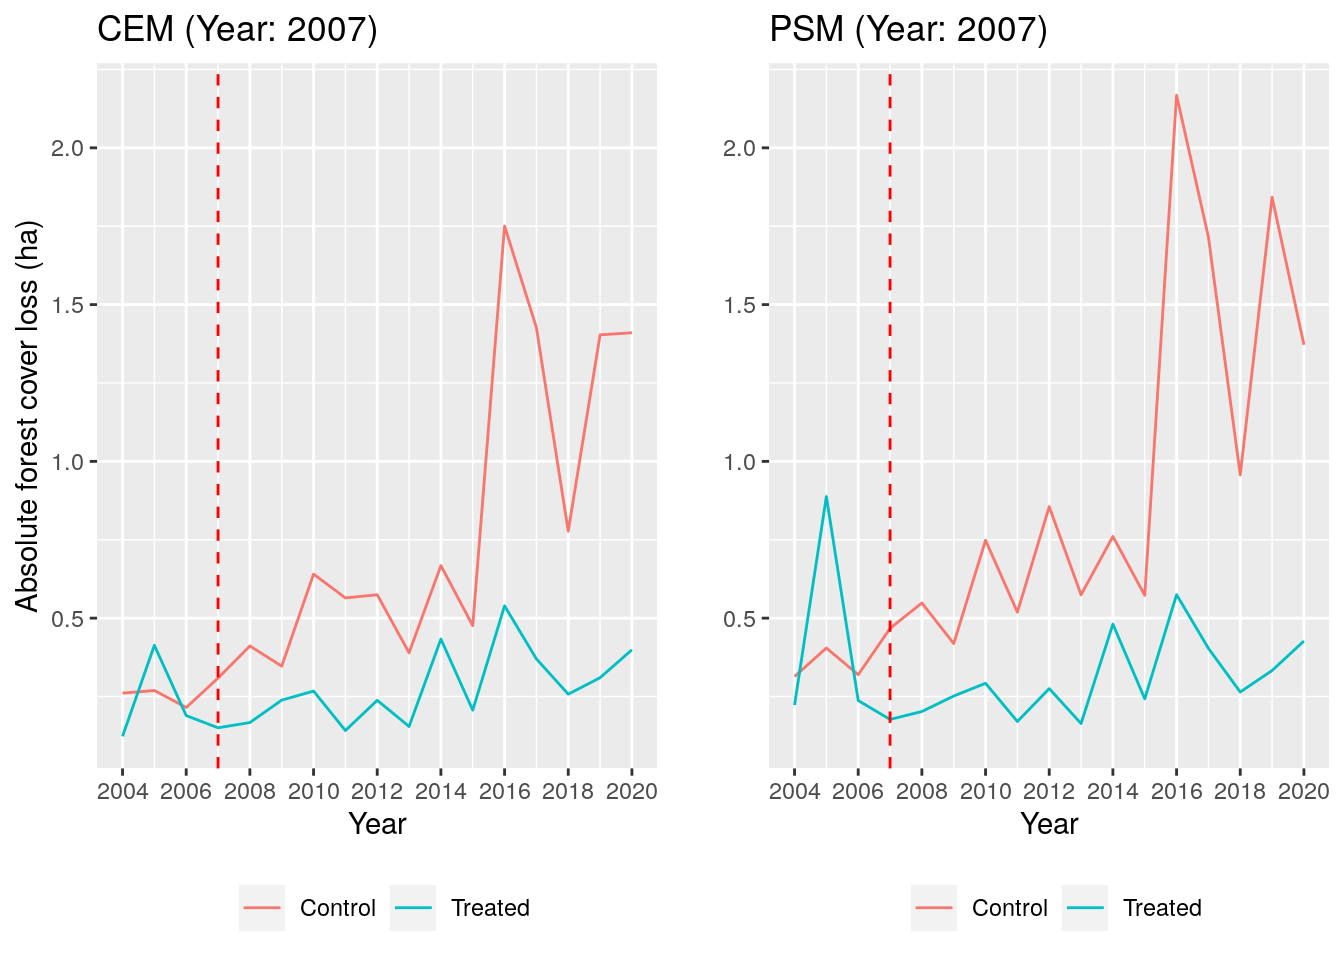 CEM (Year: 2007)
Absolute forest cover loss (ha)
2.0
1.5
1.0
0.5
2004 2006 2008 2010 2012 2014 2016 2018 2020
Year
Control Treated
PSM (Year: 2007)
2.0
1.5
1.0
0.5
2004 2006 2008 2010 2012 2014 2016 2018 2020
Year
Control Treated